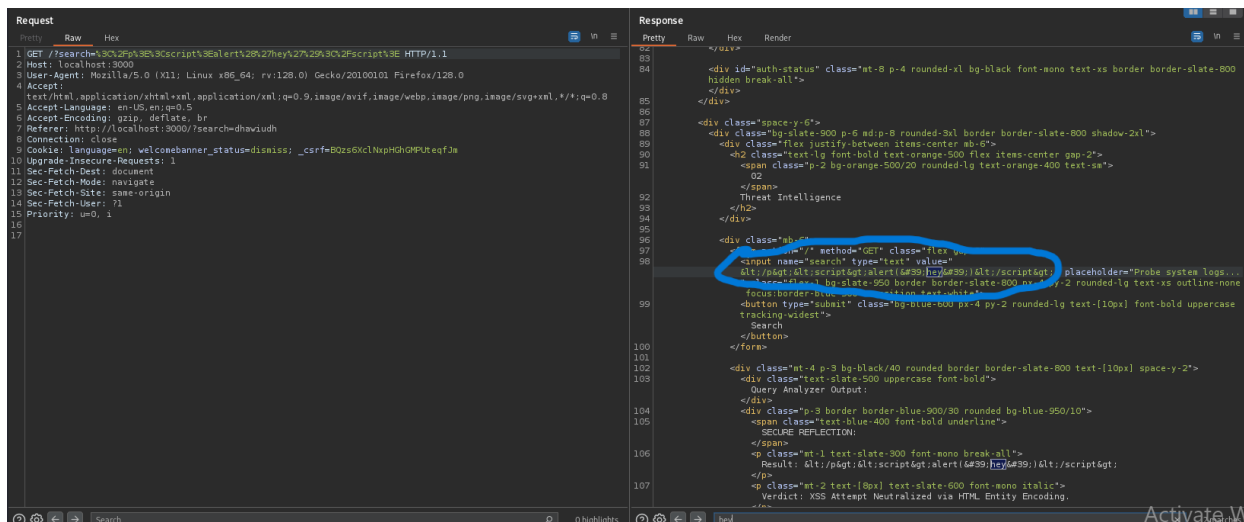 Request
Pretty Raw Hex
\n
1 GET /?search=%3C%2Fp%3E%3Cscript%3Ealert%28%27hey%27%29%3C%2Fscript%3E HTTP/1.1
2 Host: localhost:3000
3 User-Agent: Mozilla/5.0 (X11; Linux x86_64; rv:128.0) Gecko/20100101 Firefox/128.0
4 Accept:
text/html,application/xhtml+xml,application/xml;q=0.9,image/avif,image/webp,image/png,image/svg+xml,*/*;q=0.8
5 Accept-Language: en-US,en;q=0.5
6 Accept-Encoding: gzip, deflate, br
7 Referer: http://localhost:3000/?search=dhawiudh
8 Connection: close
9 Cookie: language=en; welcomebanner_status=dismiss; _csrf=BQzs6XclNxpHGhGMPUteqfJm
10 Upgrade-Insecure-Requests: 1
11 Sec-Fetch-Dest: document
12 Sec-Fetch-Mode: navigate
13 Sec-Fetch-Site: same-origin
14 Sec-Fetch-User: ?1
15 Priority: u=0, i
16
17
Search
0 highlights
Response
Pretty Raw Hex Render
\n
82 </div>
83
84 <div id="auth-status" class="mt-8 p-4 rounded-xl bg-black font-mono text-xs border border-slate-800
hidden break-all">
</div>
85 </div>
86
87 <div class="space-y-6">
88 <div class="bg-slate-900 p-6 md:p-8 rounded-3xl border border-slate-800 shadow-2xl">
89 <div class="flex justify-between items-center mb-6">
90 <h2 class="text-lg font-bold text-orange-500 flex items-center gap-2">
91 <span class="p-2 bg-orange-500/20 rounded-lg text-orange-400 text-sm">
02
</span>
92 Threat Intelligence
93 </h2>
94 </div>
95
96 <div class="mb-6">
97 method="GET" class="flex
98 <input name="search" type="text" value="
&lt;/p&gt;&lt;script&gt;alert(&#39;hey&#39;)&lt;/script&gt; placeholder="Probe system logs...
bg-slate-950 border border-slate-800 rounded-lg text-xs outline-none
99 <button type="submit" class="bg-blue-600 px-4 py-2 rounded-lg text-[10px] font-bold uppercase
tracking-widest">
Search
</button>
100 </form>
101
102 <div class="mt-4 p-3 bg-black/40 rounded border border-slate-800 text-[10px] space-y-2">
103 <div class="text-slate-500 uppercase font-bold">
Query Analyzer Output:
</div>
104 <div class="p-3 border border-blue-900/30 rounded bg-blue-950/10">
105 <span class="text-blue-400 font-bold underline">
SECURE REFLECTION:
</span>
106 <p class="mt-1 text-slate-300 font-mono break-all">
Result: &lt;/p&gt;&lt;script&gt;alert(&#39;hey&#39;)&lt;/script&gt;
</p>
107 <p class="mt-2 text-[8px] text-slate-600 font-mono italic">
Verdict: XSS Attempt Neutralized via HTML Entity Encoding.
hey
Activate W